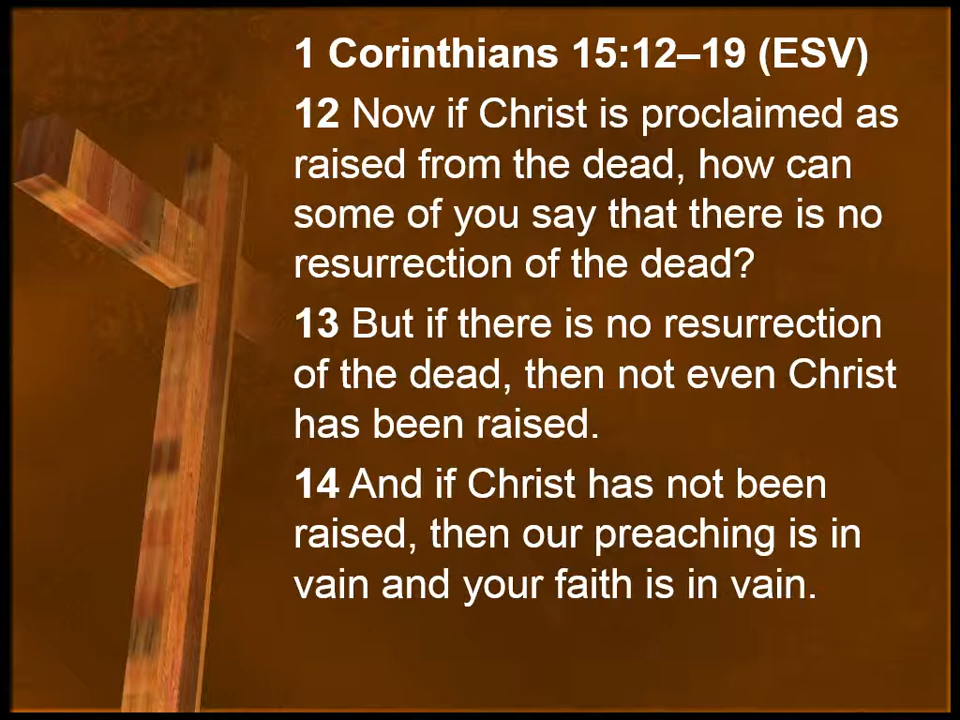 1 Corinthians 15:12–19 (ESV)
12 Now if Christ is proclaimed as
raised from the dead, how can
some of you say that there is no
resurrection of the dead?
13 But if there is no resurrection
of the dead, then not even Christ
has been raised.
14 And if Christ has not been
raised, then our preaching is in
vain and your faith is in vain.